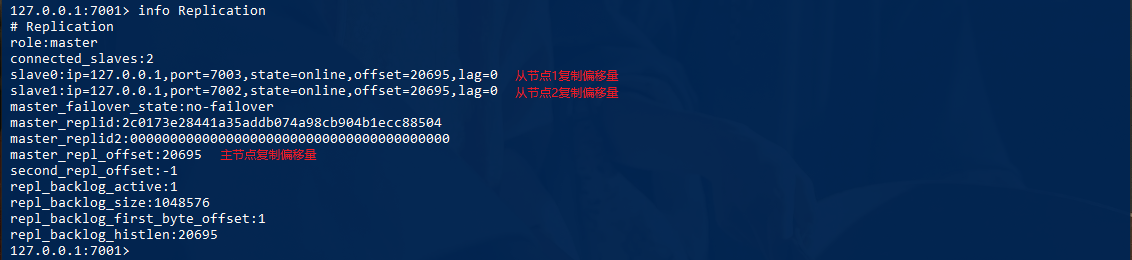 127.0.0.1:7001> info Replication
# Replication
role:master
connected_slaves:2
slave0:ip=127.0.0.1,port=7003,state=online,offset=20695,lag=0 从节点1复制偏移量
slave1:ip=127.0.0.1,port=7002,state=online,offset=20695,lag=0 从节点2复制偏移量
master_failover_state:no-failover
master_replid:2c0173e28441a35addb074a98cb904b1ecc88504
master_replid2:0000000000000000000000000000000000000000
master_repl_offset:20695 主节点复制偏移量
second_repl_offset:-1
repl_backlog_active:1
repl_backlog_size:1048576
repl_backlog_first_byte_offset:1
repl_backlog_histlen:20695
127.0.0.1:7001>